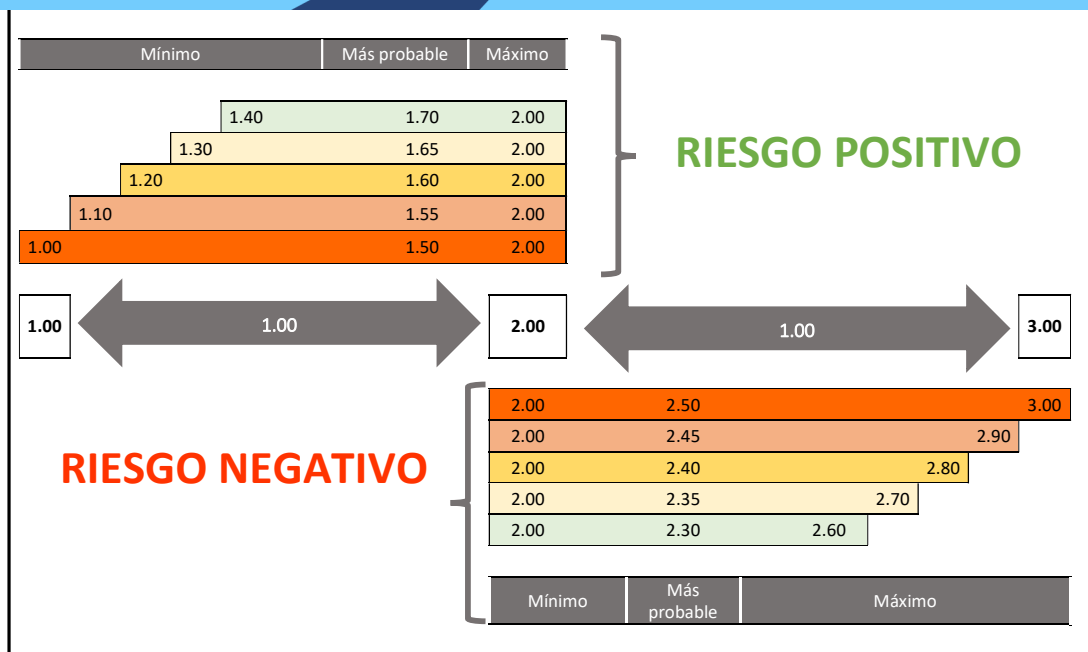 Mínimo Más probable Máximo
1.40 1.70 2.00
1.30 1.65 2.00
1.20 1.60 2.00
1.10 1.55 2.00
1.00 1.50 2.00
RIESGO POSITIVO
1.00 1.00 2.00 1.00 3.00
2.00 2.50 3.00
2.00 2.45 2.90
2.00 2.40 2.80
2.00 2.35 2.70
2.00 2.30 2.60
RIESGO NEGATIVO
Mínimo Más probable Máximo